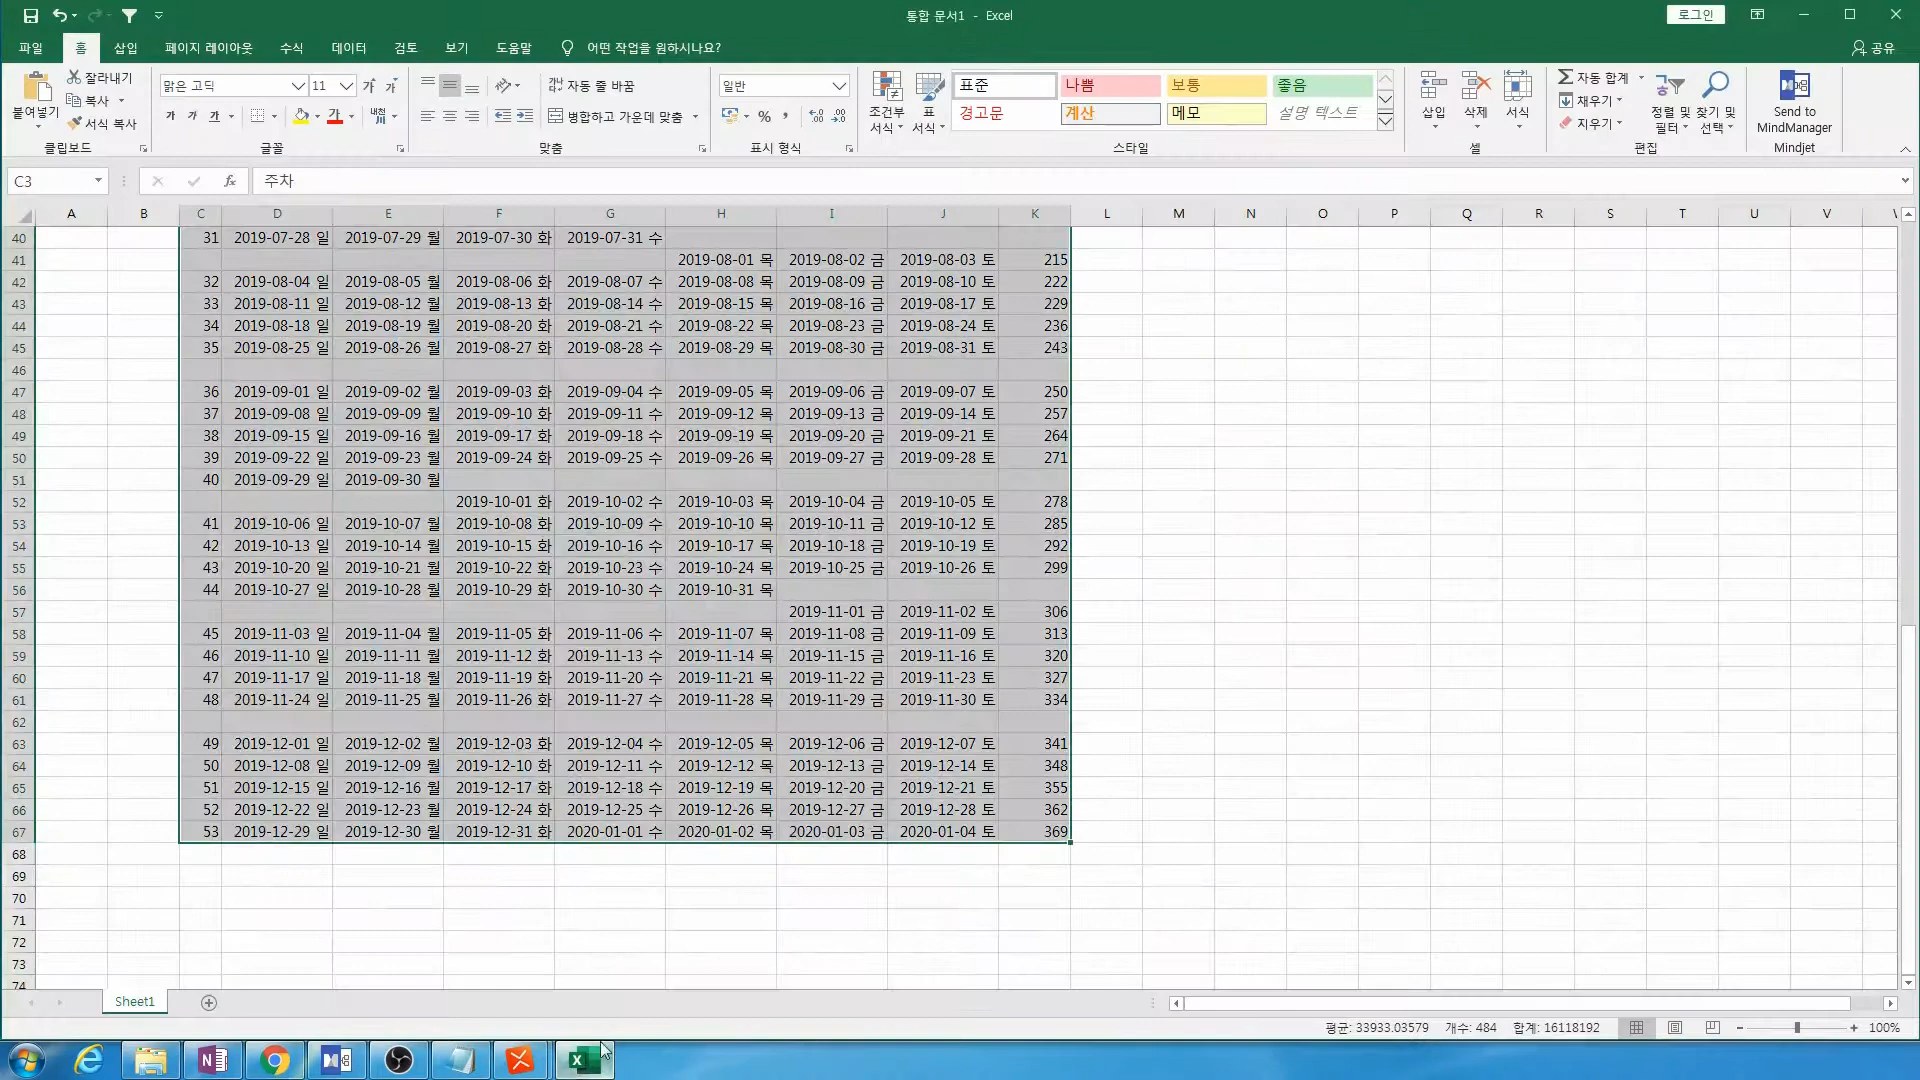 통합 문서1 - Excel
로그인
파일 홈 삽입 페이지 레이아웃 수식 데이터 검토 보기 도움말 어떤 작업을 원하시나요? 공유
붙여넣기 잘라내기 복사 서식 복사 클립보드
맑은 고딕 11 가 가 가 가 가 가 내천 글꼴
자동 줄 바꿈 병합하고 가운데 맞춤 맞춤
일반 % 표시 형식
조건부 서식 표 서식 표준 나쁨 보통 좋음
경고문 계산 메모 설명 텍스트 스타일
삽입 삭제 서식 셀
자동 합계 채우기 지우기 정렬 및 필터 찾기 및 선택 편집
Send to MindManager Mindjet
C3 fx 주차
A B C D E F G H I J K L M N O P Q R S T U V
40 31 2019-07-28 일 2019-07-29 월 2019-07-30 화 2019-07-31 수
41 2019-08-01 목 2019-08-02 금 2019-08-03 토 215
42 32 2019-08-04 일 2019-08-05 월 2019-08-06 화 2019-08-07 수 2019-08-08 목 2019-08-09 금 2019-08-10 토 222
43 33 2019-08-11 일 2019-08-12 월 2019-08-13 화 2019-08-14 수 2019-08-15 목 2019-08-16 금 2019-08-17 토 229
44 34 2019-08-18 일 2019-08-19 월 2019-08-20 화 2019-08-21 수 2019-08-22 목 2019-08-23 금 2019-08-24 토 236
45 35 2019-08-25 일 2019-08-26 월 2019-08-27 화 2019-08-28 수 2019-08-29 목 2019-08-30 금 2019-08-31 토 243
46
47 36 2019-09-01 일 2019-09-02 월 2019-09-03 화 2019-09-04 수 2019-09-05 목 2019-09-06 금 2019-09-07 토 250
48 37 2019-09-08 일 2019-09-09 월 2019-09-10 화 2019-09-11 수 2019-09-12 목 2019-09-13 금 2019-09-14 토 257
49 38 2019-09-15 일 2019-09-16 월 2019-09-17 화 2019-09-18 수 2019-09-19 목 2019-09-20 금 2019-09-21 토 264
50 39 2019-09-22 일 2019-09-23 월 2019-09-24 화 2019-09-25 수 2019-09-26 목 2019-09-27 금 2019-09-28 토 271
51 40 2019-09-29 일 2019-09-30 월
52 2019-10-01 화 2019-10-02 수 2019-10-03 목 2019-10-04 금 2019-10-05 토 278
53 41 2019-10-06 일 2019-10-07 월 2019-10-08 화 2019-10-09 수 2019-10-10 목 2019-10-11 금 2019-10-12 토 285
54 42 2019-10-13 일 2019-10-14 월 2019-10-15 화 2019-10-16 수 2019-10-17 목 2019-10-18 금 2019-10-19 토 292
55 43 2019-10-20 일 2019-10-21 월 2019-10-22 화 2019-10-23 수 2019-10-24 목 2019-10-25 금 2019-10-26 토 299
56 44 2019-10-27 일 2019-10-28 월 2019-10-29 화 2019-10-30 수 2019-10-31 목
57 2019-11-01 금 2019-11-02 토 306
58 45 2019-11-03 일 2019-11-04 월 2019-11-05 화 2019-11-06 수 2019-11-07 목 2019-11-08 금 2019-11-09 토 313
59 46 2019-11-10 일 2019-11-11 월 2019-11-12 화 2019-11-13 수 2019-11-14 목 2019-11-15 금 2019-11-16 토 320
60 47 2019-11-17 일 2019-11-18 월 2019-11-19 화 2019-11-20 수 2019-11-21 목 2019-11-22 금 2019-11-23 토 327
61 48 2019-11-24 일 2019-11-25 월 2019-11-26 화 2019-11-27 수 2019-11-28 목 2019-11-29 금 2019-11-30 토 334
62
63 49 2019-12-01 일 2019-12-02 월 2019-12-03 화 2019-12-04 수 2019-12-05 목 2019-12-06 금 2019-12-07 토 341
64 50 2019-12-08 일 2019-12-09 월 2019-12-10 화 2019-12-11 수 2019-12-12 목 2019-12-13 금 2019-12-14 토 348
65 51 2019-12-15 일 2019-12-16 월 2019-12-17 화 2019-12-18 수 2019-12-19 목 2019-12-20 금 2019-12-21 토 355
66 52 2019-12-22 일 2019-12-23 월 2019-12-24 화 2019-12-25 수 2019-12-26 목 2019-12-27 금 2019-12-28 토 362
67 53 2019-12-29 일 2019-12-30 월 2019-12-31 화 2020-01-01 수 2020-01-02 목 2020-01-03 금 2020-01-04 토 369
68
69
70
71
72
73
74
Sheet1
평균: 33933.03579 개수: 484 합계: 16118192 100%